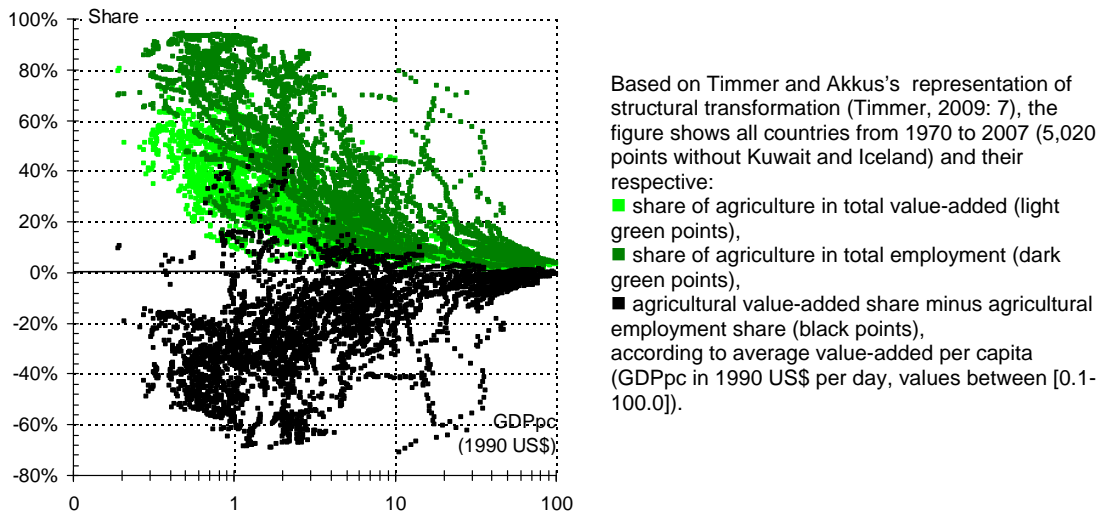 100%
Share
80%
60%
40%
20%
0%
-20%
-40%
-60%
-80%
GDPpc
(1990 US$)
0
1
10
100
Based on Timmer and Akkus's representation of
structural transformation (Timmer, 2009: 7), the
figure shows all countries from 1970 to 2007 (5,020
points without Kuwait and Iceland) and their
respective:
share of agriculture in total value-added (light
green points),
share of agriculture in total employment (dark
green points),
agricultural value-added share minus agricultural
employment share (black points),
according to average value-added per capita
(GDPpc in 1990 US$ per day, values between [0.1-
100.0]).